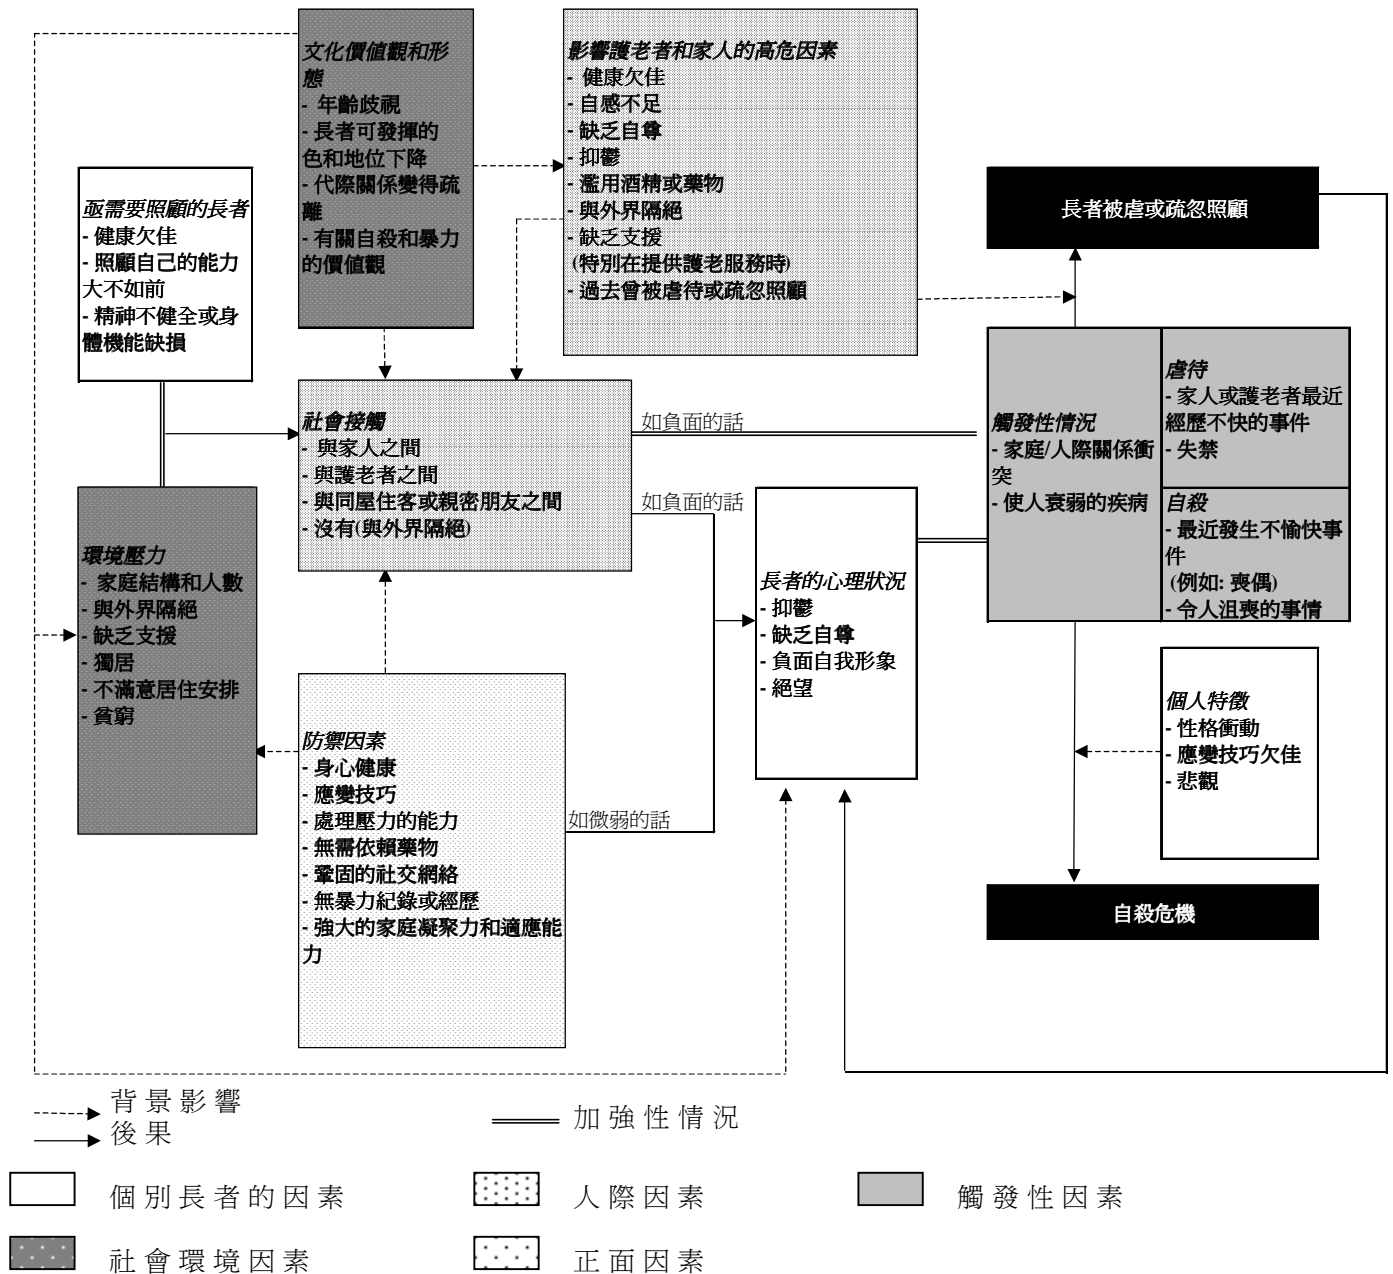 文化價值觀和形
態
- 年齡歧視
- 長者可發揮的
色和地位下降
- 代際關係變得疏
離
- 有關自殺和暴力
的價值觀
影響護老者和家人的高危因素
- 健康欠佳
- 自感不足
- 缺乏自尊
- 抑鬱
- 濫用酒精或藥物
- 與外界隔絕
- 缺乏支援
(特別在提供護老服務時)
- 過去曾被虐待或疏忽照顧
亟需要照顧的長者
- 健康欠佳
- 照顧自己的能力
大不如前
- 精神不健全或身
體機能缺損
長者被虐或疏忽照顧
社會接觸
- 與家人之間
- 與護老者之間
- 與同屋住客或親密朋友之間
- 沒有(與外界隔絕)
如負面的話
如負面的話
觸發性情況
- 家庭/人際關係衝
突
- 使人衰弱的疾病
虐待
- 家人或護老者最近
經歷不快的事件
- 失禁
自殺
- 最近發生不愉快事
件
(例如: 喪偶)
- 令人沮喪的事情
環境壓力
- 家庭結構和人數
- 與外界隔絕
- 缺乏支援
- 獨居
- 不滿意居住安排
- 貧窮
長者的心理狀況
- 抑鬱
- 缺乏自尊
- 負面自我形象
- 絕望
個人特徵
- 性格衝動
- 應變技巧欠佳
- 悲觀
防禦因素
- 身心健康
- 應變技巧
- 處理壓力的能力
- 無需依賴藥物
- 鞏固的社交網絡
- 無暴力紀錄或經歷
- 強大的家庭凝聚力和適應能
力
如微弱的話
自殺危機
背景影響
後果
加強性情況
個別長者的因素
人際因素
觸發性因素
社會環境因素
正面因素